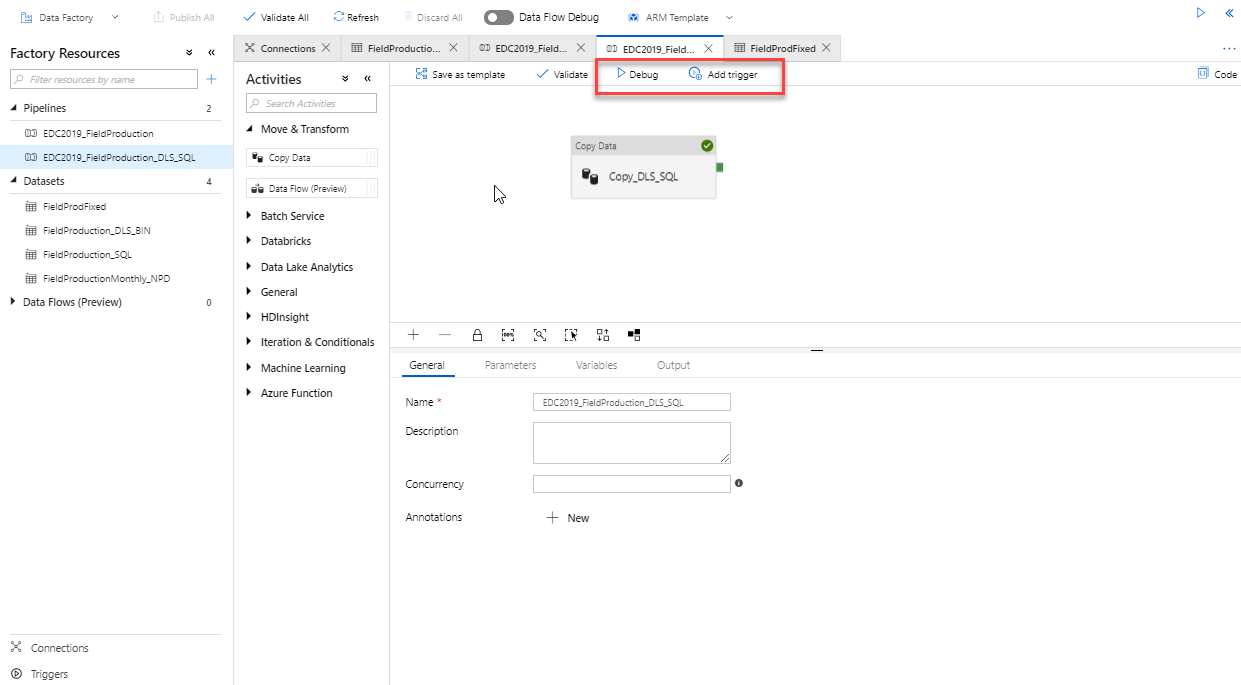 Data Factory
Publish All
Validate All
Refresh
Discard All
Data Flow Debug
ARM Template
Factory Resources
Filter resources by name
Pipelines 2
EDC2019_FieldProduction
EDC2019_FieldProduction_DLS_SQL
Datasets 4
FieldProdFixed
FieldProduction_DLS_BIN
FieldProduction_SQL
FieldProductionMonthly_NPD
Data Flows (Preview) 0
Connections
Triggers
Connections
FieldProductio...
EDC2019_Field...
EDC2019_Field...
FieldProdFixed
Activities
Search Activities
Move & Transform
Copy Data
Data Flow (Preview)
Batch Service
Databricks
Data Lake Analytics
General
HDInsight
Iteration & Conditionals
Machine Learning
Azure Function
Save as template
Validate
Debug
Add trigger
Code
Copy Data
Copy_DLS_SQL
100%
General
Parameters
Variables
Output
Name * EDC2019_FieldProduction_DLS_SQL
Description
Concurrency
Annotations
New